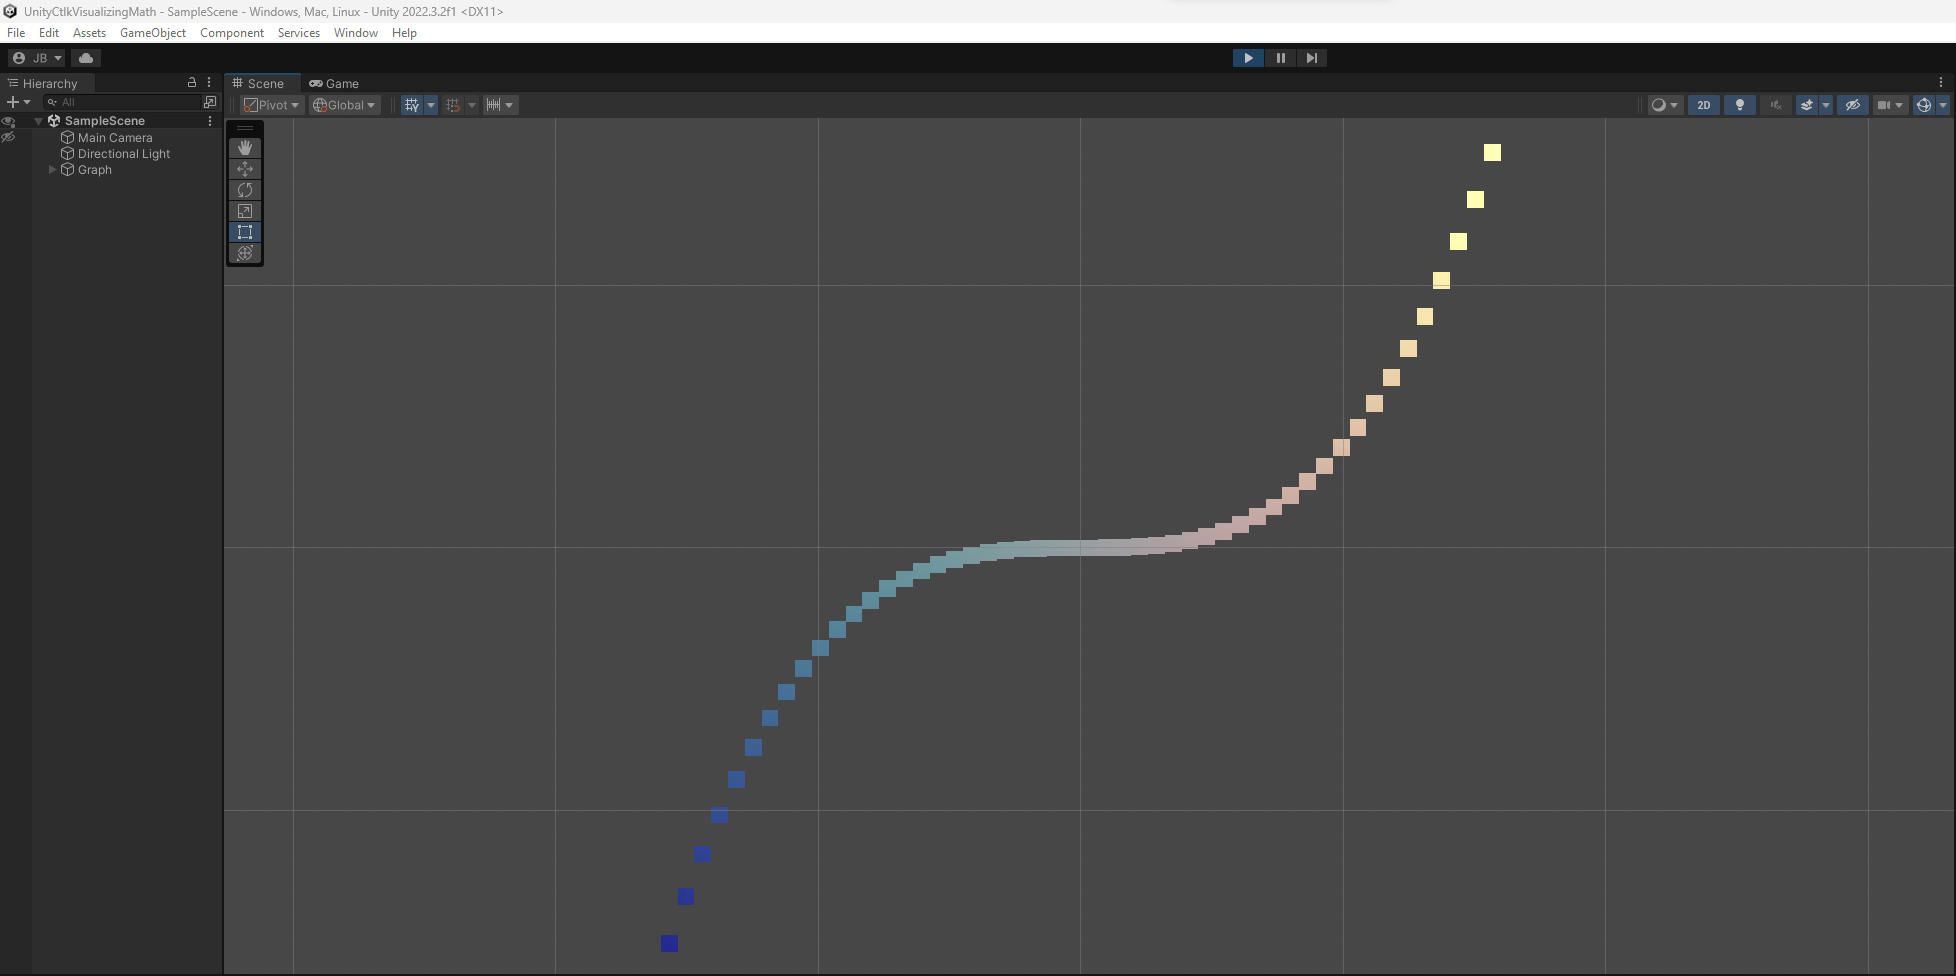 UnityCtlkVisualizingMath - SampleScene - Windows, Mac, Linux - Unity 2022.3.2f1 <DX11>
File Edit Assets GameObject Component Services Window Help
JB
Hierarchy
Scene Game
All
Pivot Global 2D
SampleScene
Main Camera
Directional Light
Graph